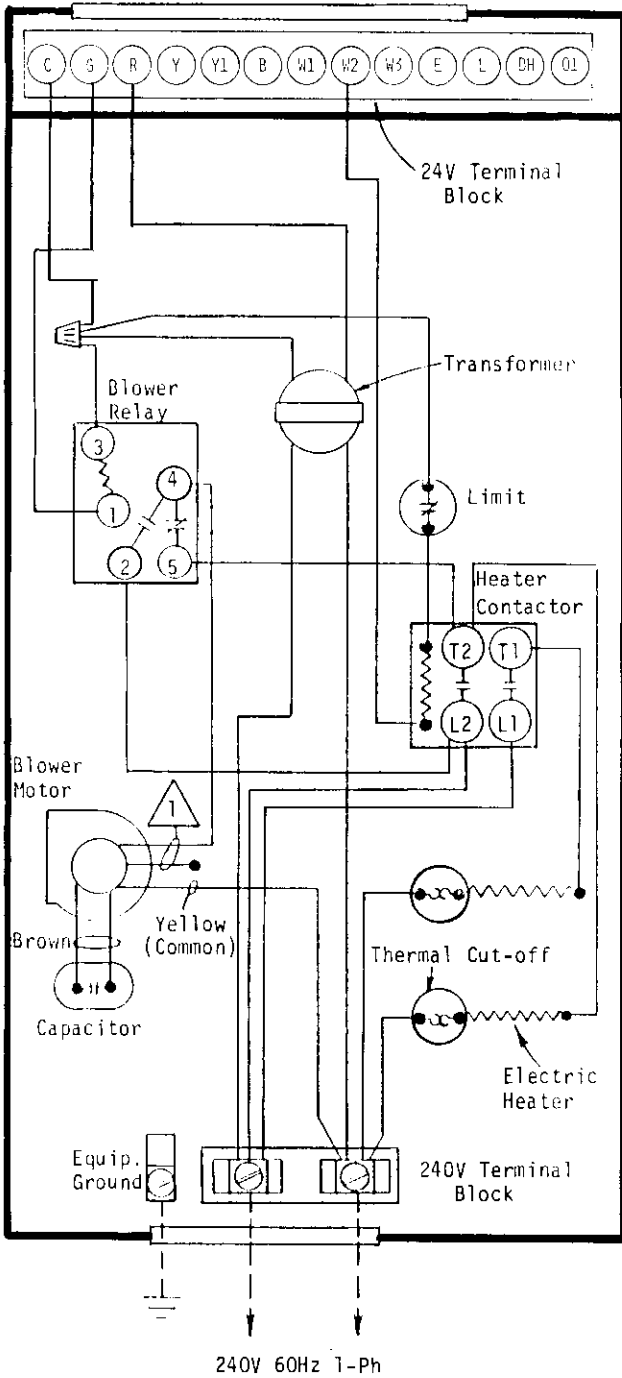 C G R Y Y1 B W1 W2 W3 E L DH O1
24V Terminal
Block
Transformer
Blower
Relay
3
4
1
2
5
Limit
Heater
Contactor
T2 T1
L2 L1
Blower
Motor
1
Yellow
(Common)
Brown
Capacitor
Thermal Cut-off
Electric
Heater
Equip.
Ground
240V Terminal
Block
240V 60Hz 1-Ph